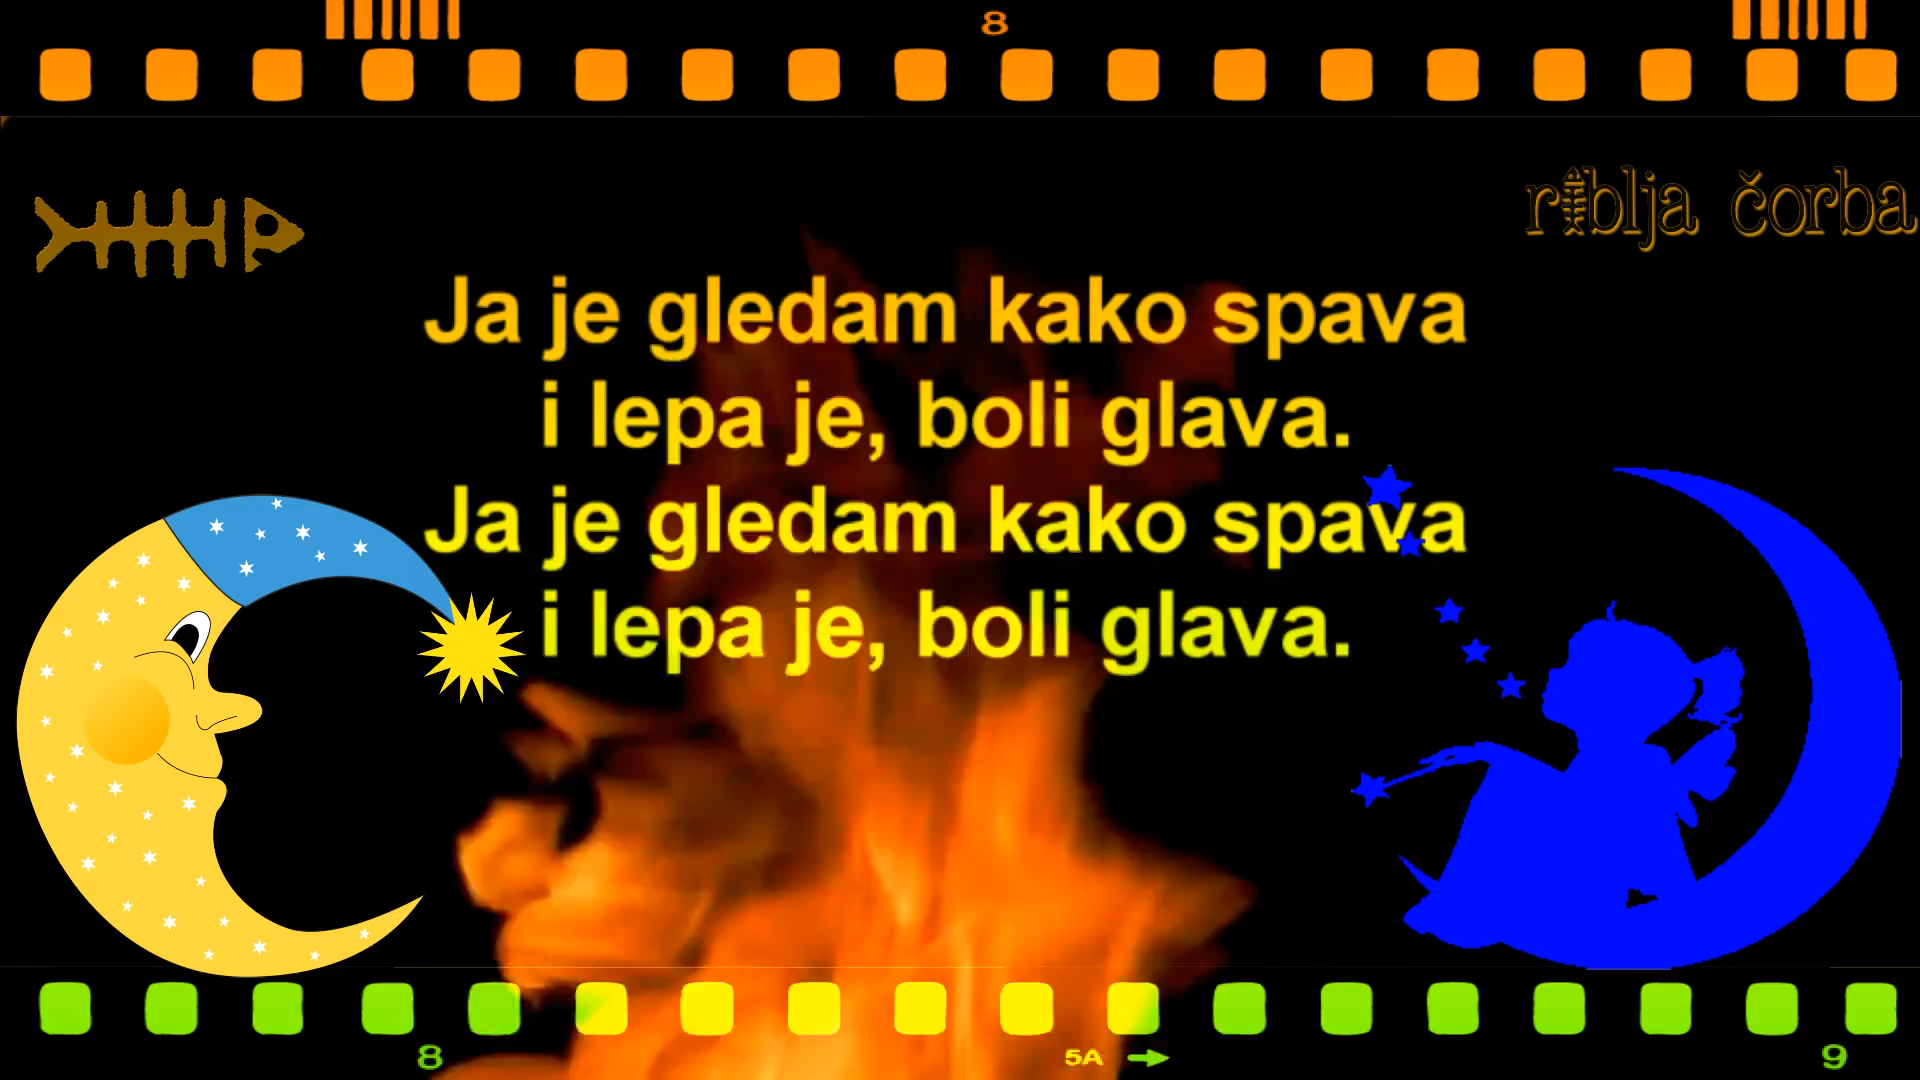 8
riblja čorba
Ja je gledam kako spava
i lepa je, boli glava.
Ja je gledam kako spava
i lepa je, boli glava.
8
5A
9